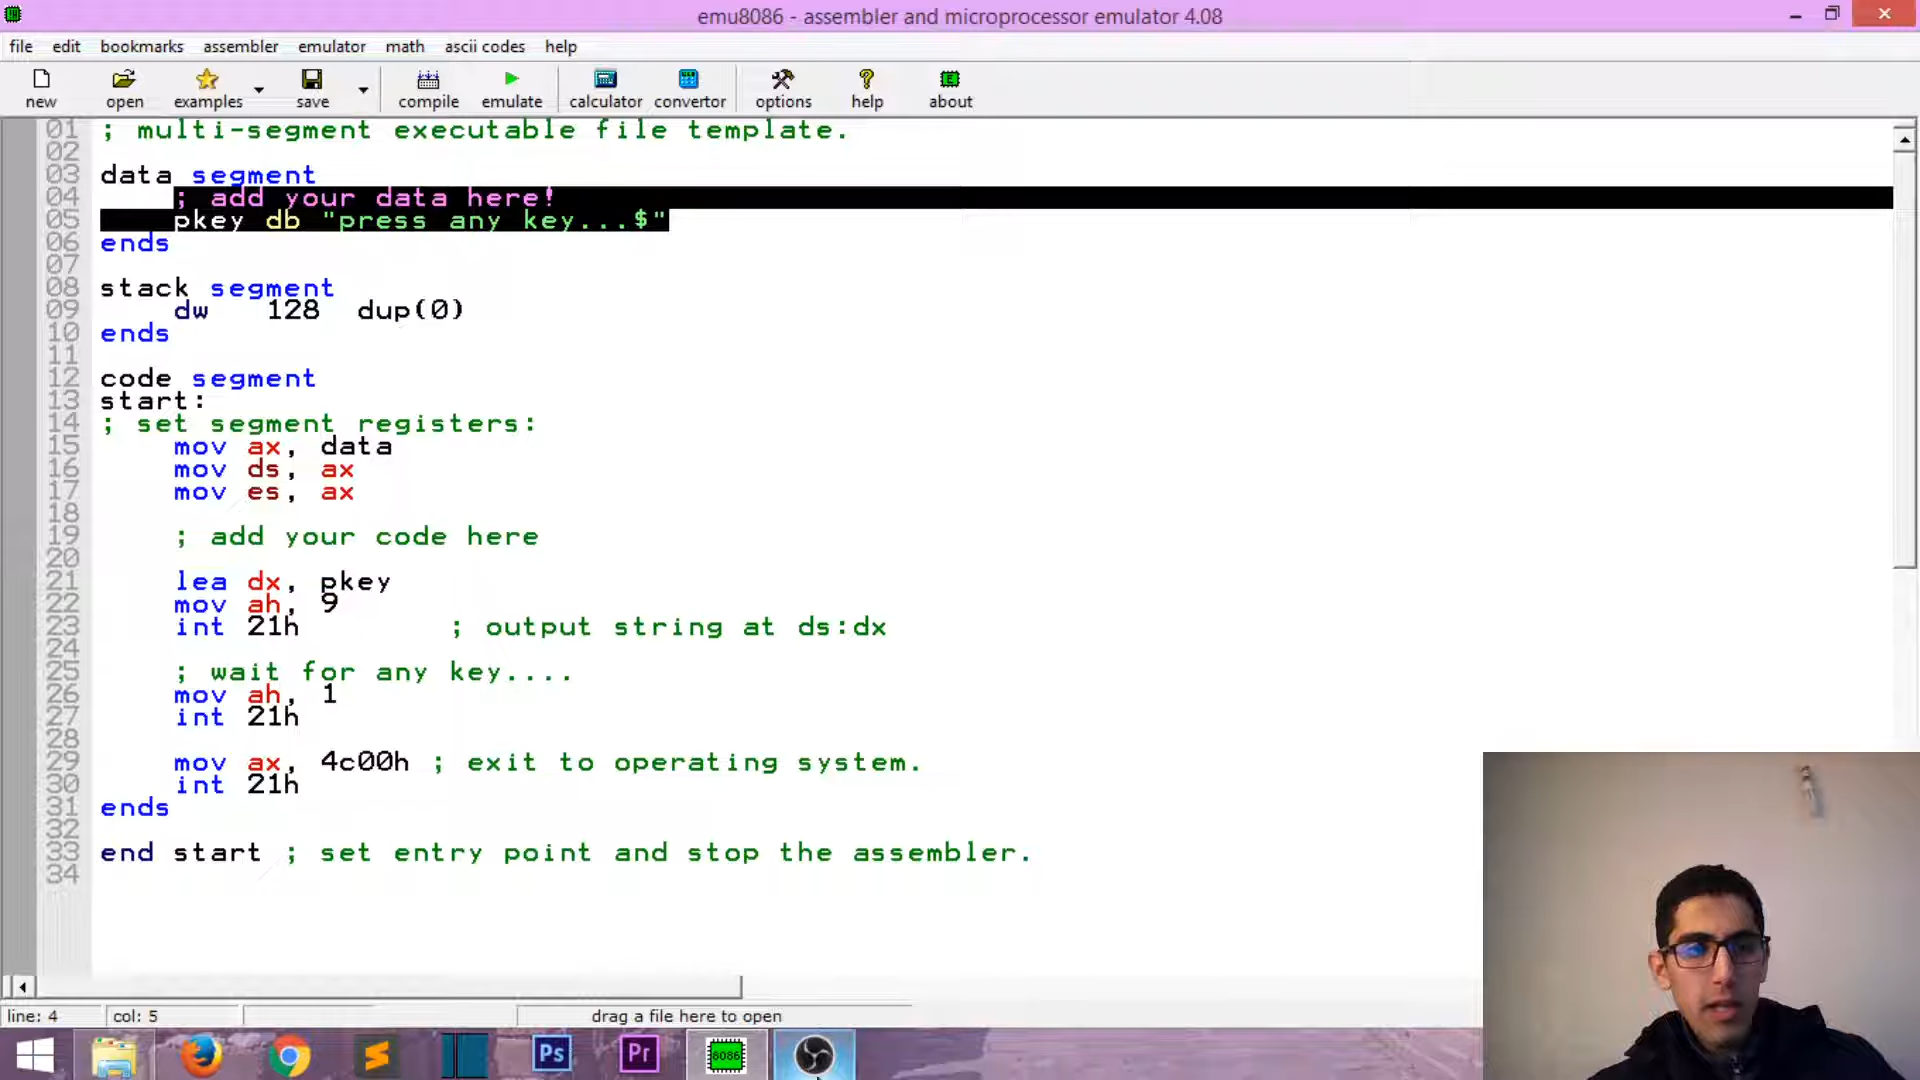 emu8086 - assembler and microprocessor emulator 4.08
file edit bookmarks assembler emulator math ascii codes help
new open examples save compile emulate calculator convertor options help about
01 ; multi-segment executable file template.
02
03 data segment
04 ; add your data here!
05 pkey db "press any key...$"
06 ends
07
08 stack segment
09 dw 128 dup(0)
10 ends
11
12 code segment
13 start:
14 ; set segment registers:
15 mov ax, data
16 mov ds, ax
17 mov es, ax
18
19 ; add your code here
20
21 lea dx, pkey
22 mov ah, 9
23 int 21h ; output string at ds:dx
24
25 ; wait for any key....
26 mov ah, 1
27 int 21h
28
29 mov ax, 4c00h ; exit to operating system.
30 int 21h
31 ends
32
33 end start ; set entry point and stop the assembler.
34
line: 4 col: 5 drag a file here to open
Ps Pr 8086